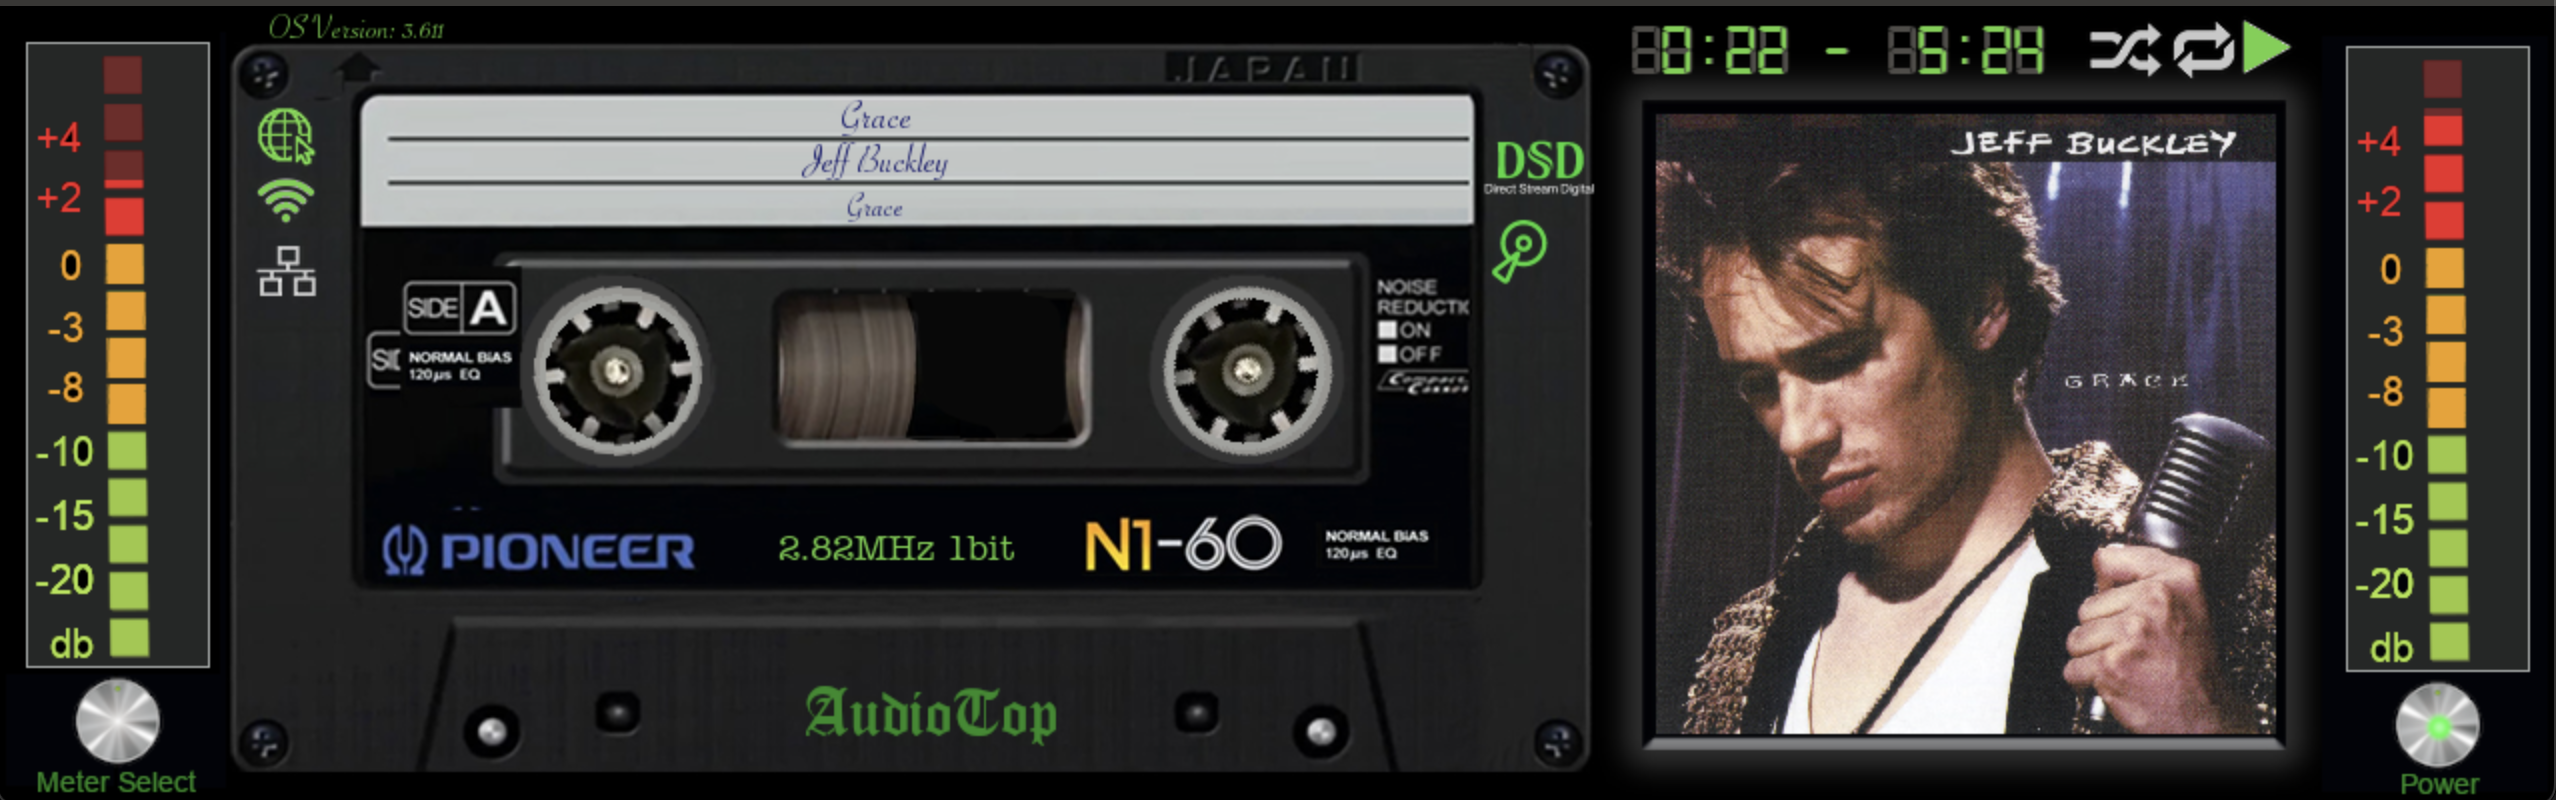 OS Version: 3.611
0:22 - 5:24
JAPAN
+4
+2
0
-3
-8
-10
-15
-20
db
Meter Select
Grace
Jeff Buckley
Grace
DSD
Direct Stream Digital
SIDE A
NORMAL BIAS
120µs EQ
NOISE
REDUCTI
ON
OFF
PIONEER
2.82MHz 1bit
N1-60
NORMAL BIAS
120µs EQ
AudioTop
JEFF BUCKLEY
GRACE
+4
+2
0
-3
-8
-10
-15
-20
db
Power